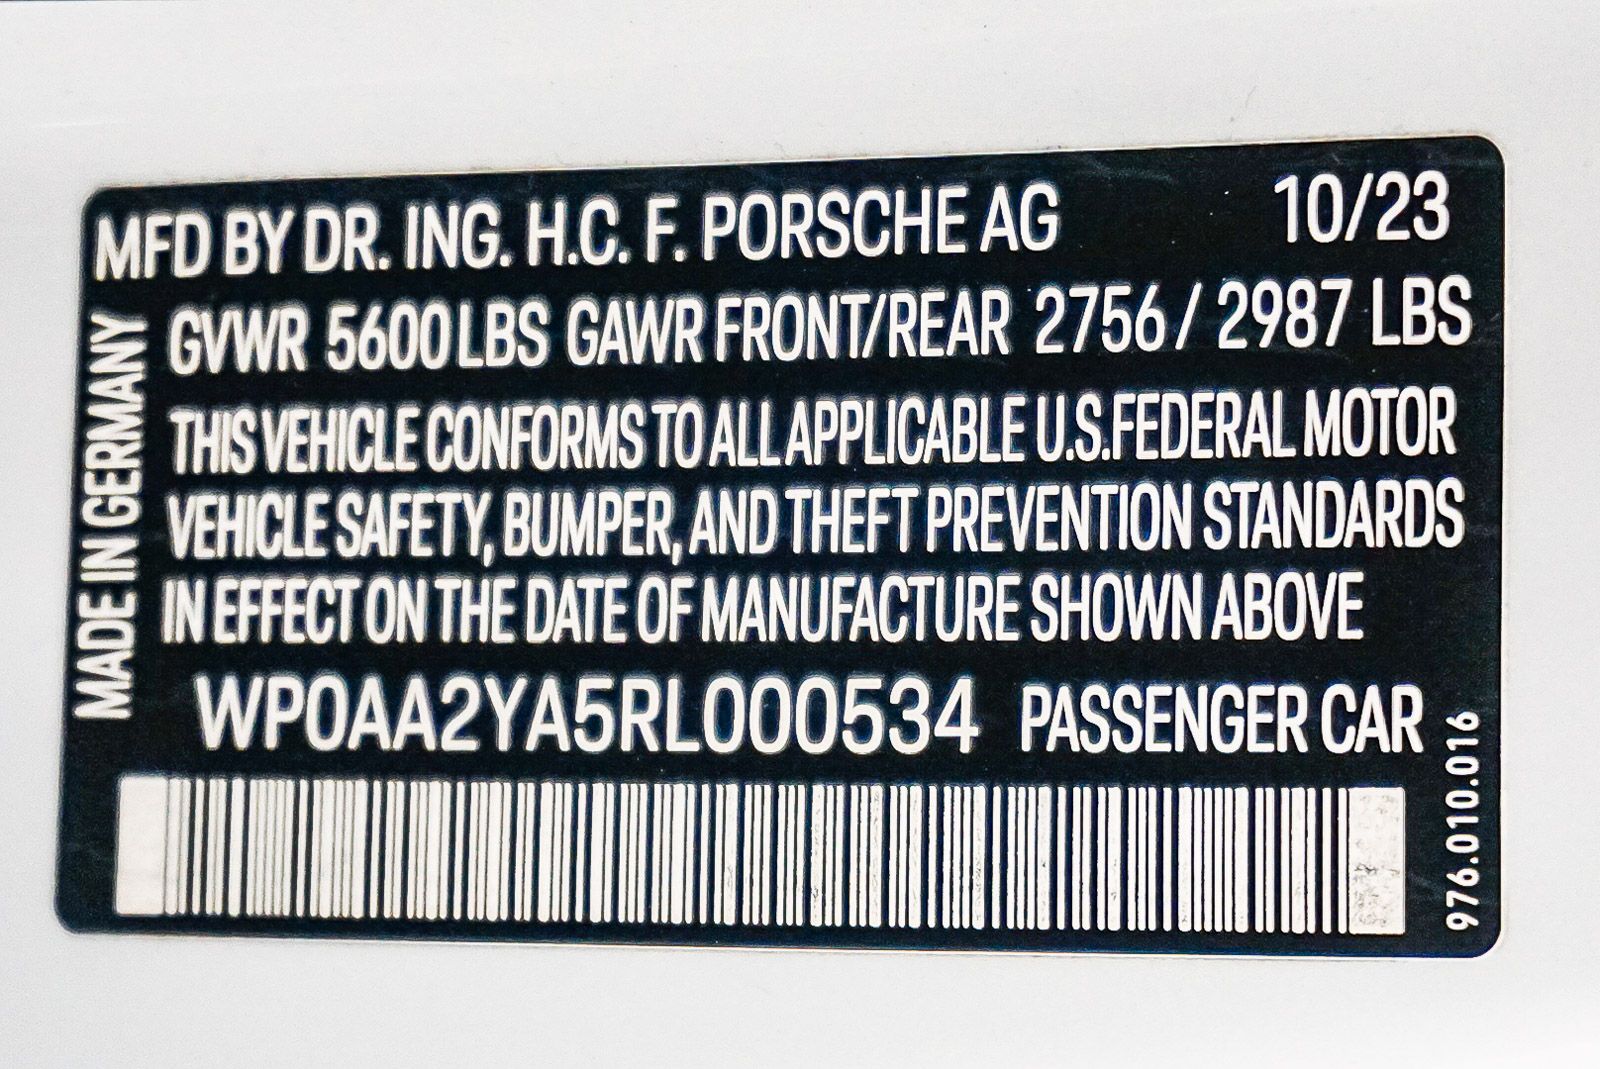 MFD BY DR. ING. H.C. F. PORSCHE AG 10/23
GVWR 5600LBS GAWR FRONT/REAR 2756 / 2987 LBS
THIS VEHICLE CONFORMS TO ALL APPLICABLE U.S.FEDERAL MOTOR
VEHICLE SAFETY, BUMPER, AND THEFT PREVENTION STANDARDS
IN EFFECT ON THE DATE OF MANUFACTURE SHOWN ABOVE
WP0AA2YA5RL000534 PASSENGER CAR
MADE IN GERMANY
976.010.016